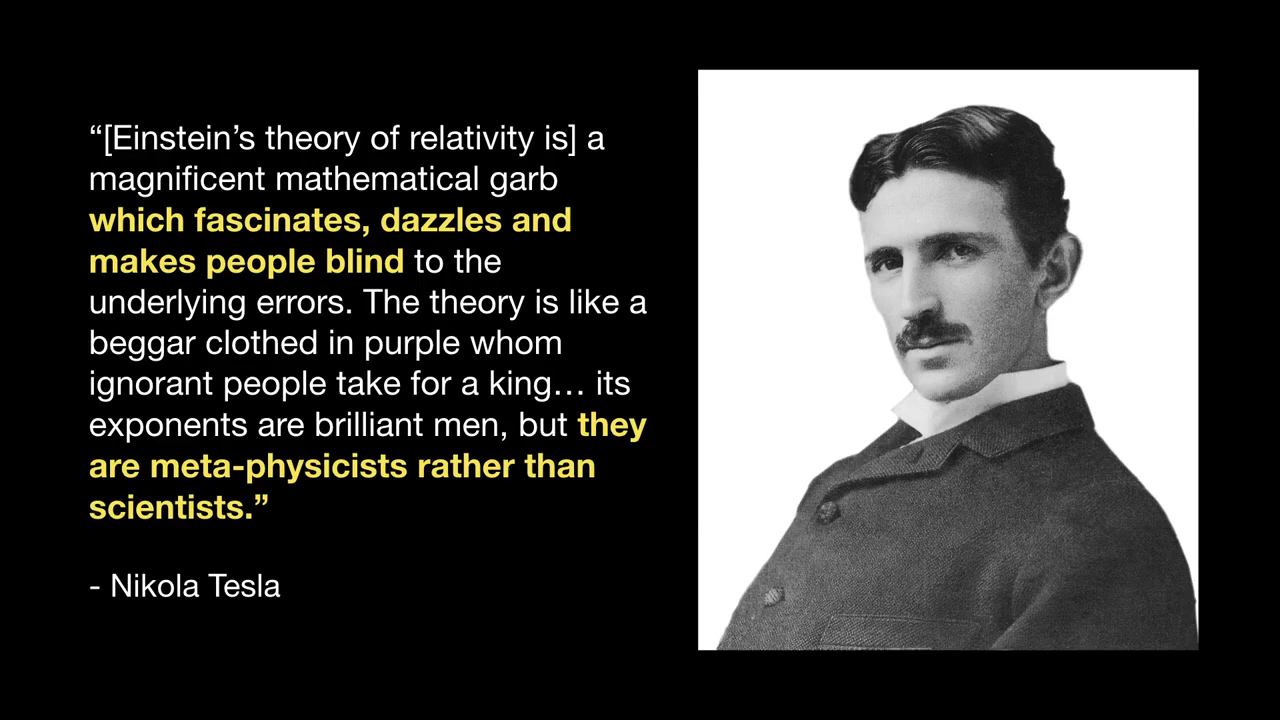 “[Einstein’s theory of relativity is] a
magnificent mathematical garb
which fascinates, dazzles and
makes people blind to the
underlying errors. The theory is like a
beggar clothed in purple whom
ignorant people take for a king… its
exponents are brilliant men, but they
are meta-physicists rather than
scientists.”
- Nikola Tesla